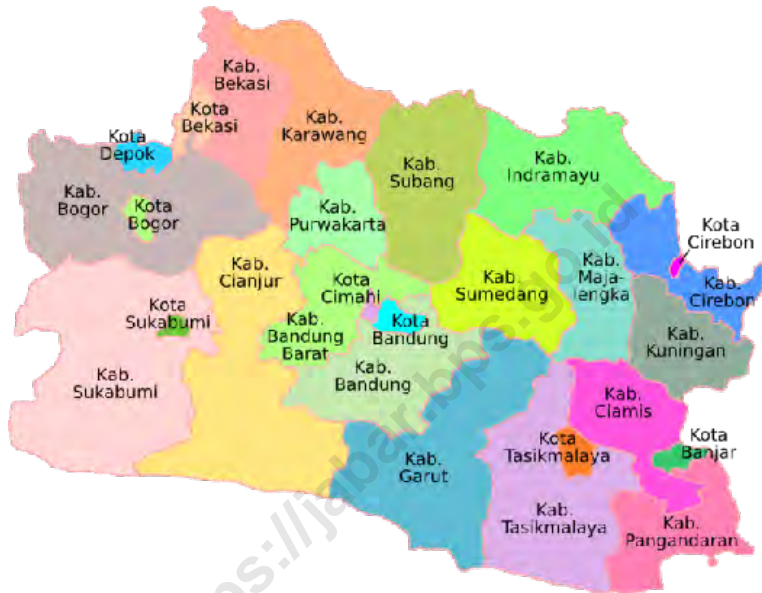 Kab.
Bekasi
Kota
Bekasi
Kab.
Karawang
Kota
Depok
Kab.
Bogor
Kota
Bogor
Kab.
Purwakarta
Kab.
Subang
Kab.
Indramayu
Kota
Cirebon
Kab.
Cirebon
Kab.
Maja-
lengka
Kab.
Sumedang
Kab.
Cianjur
Kota
Cimahi
Kota
Sukabumi
Kab.
Bandung
Barat
Kota
Bandung
Kab.
Bandung
Kab.
Kuningan
Kab.
Sukabumi
Kab.
Ciamis
Kota
Banjar
Kota
Tasikmalaya
Kab.
Garut
Kab.
Tasikmalaya
Kab.
Pangandaran
ps://jabar.bps.go.id